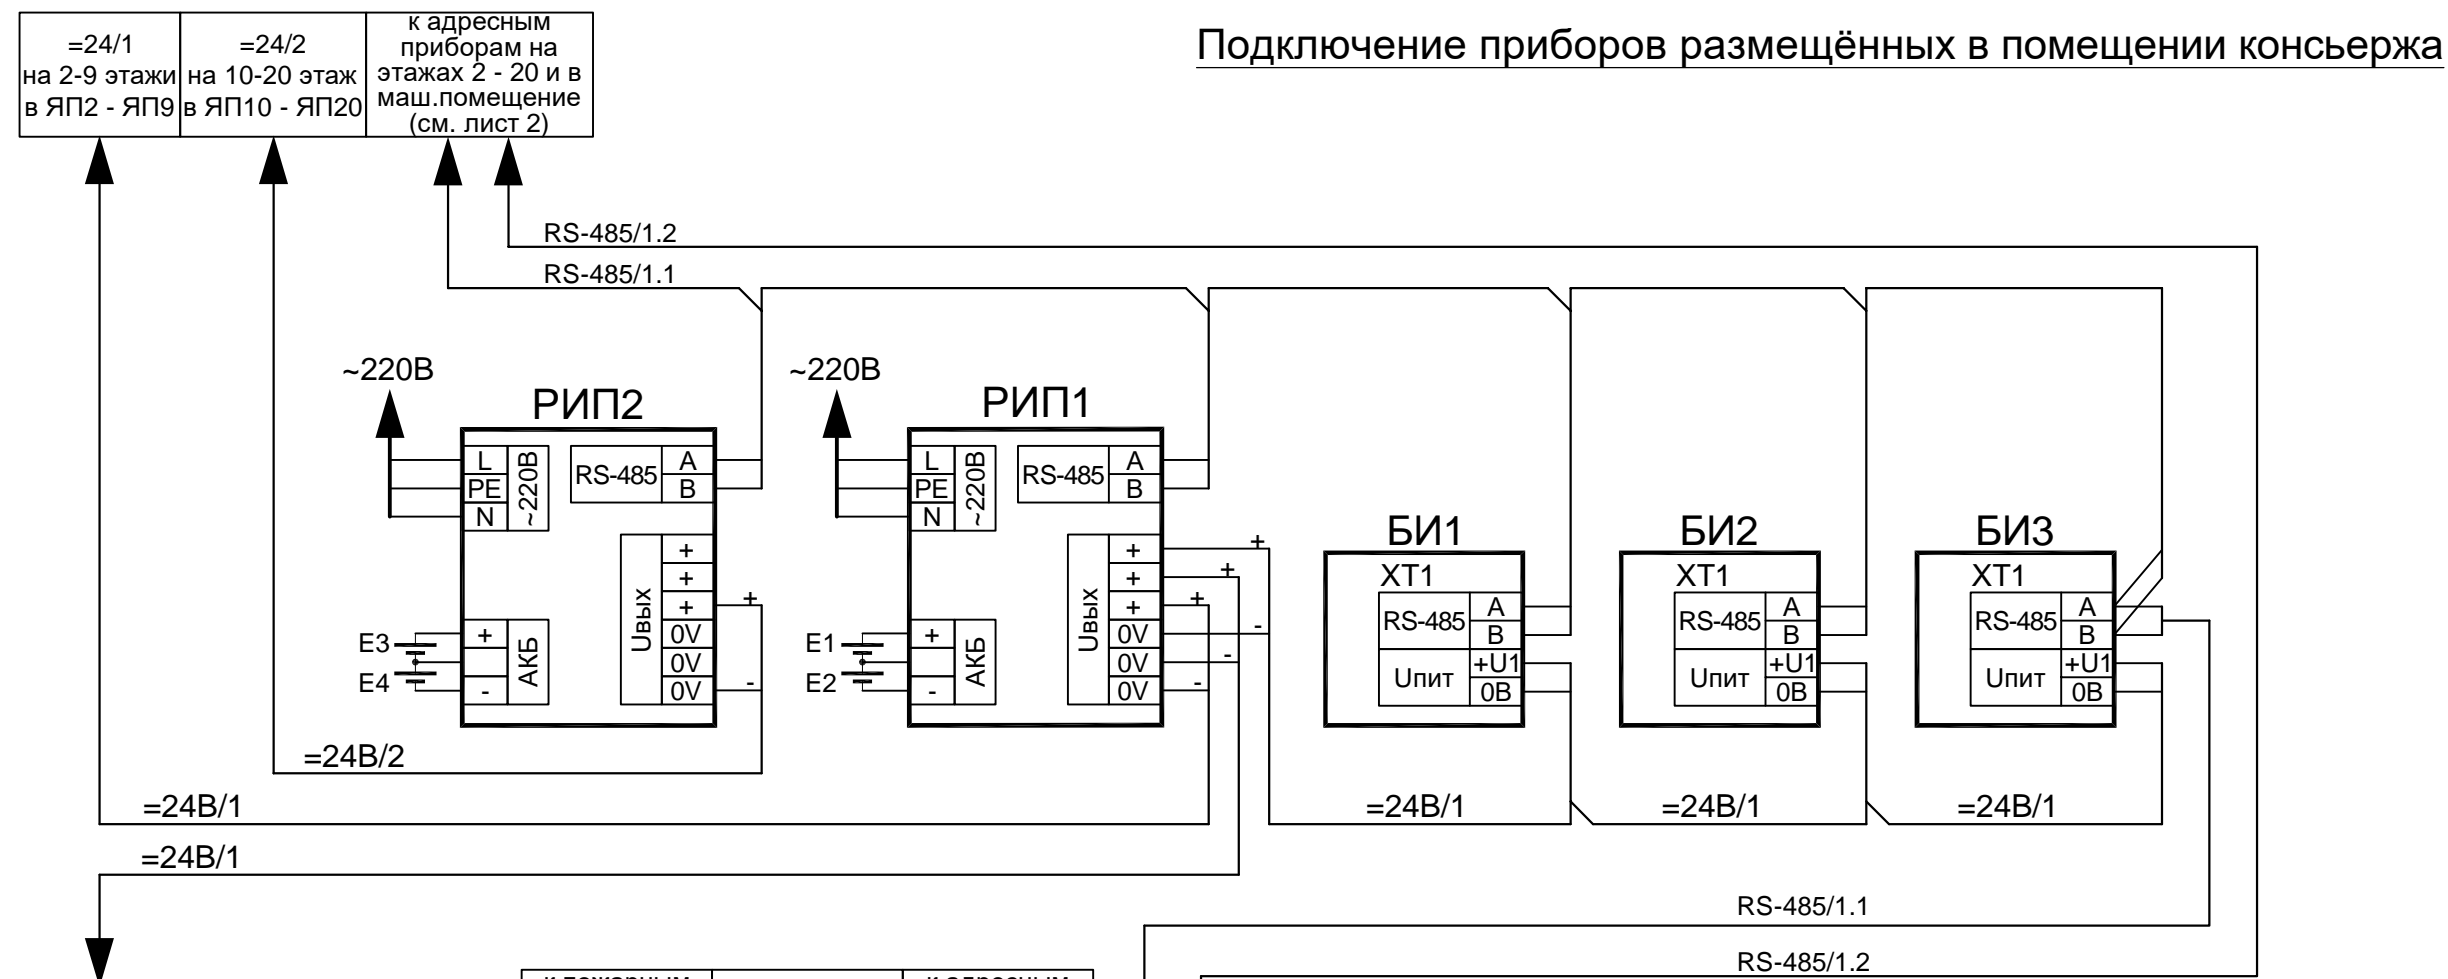 Подключение приборов размещённых в помещении консьержа
=24/1
на 2-9 этажи
в ЯП2 - ЯП9
=24/2
на 10-20 этаж
в ЯП10 - ЯП20
к адресным
приборам на
этажах 2 - 20 и в
маш.помещение
(см. лист 2)
RS-485/1.2
RS-485/1.1
~220В
РИП2
L
PE
N
~220В
RS-485
A
B
Uвых
+
+
+
0V
0V
0V
+
-
E3
E4
+
-
АКБ
=24В/2
~220В
РИП1
L
PE
N
~220В
RS-485
A
B
Uвых
+
+
+
0V
0V
0V
+
+
+
-
-
-
E1
E2
+
-
АКБ
БИ1
XT1
RS-485
A
B
Uпит
+U1
0В
БИ2
XT1
RS-485
A
B
Uпит
+U1
0В
БИ3
XT1
RS-485
A
B
Uпит
+U1
0В
=24В/1
=24В/1
=24В/1
=24В/1
=24В/1
RS-485/1.1
RS-485/1.2
к пожарным
к адресным